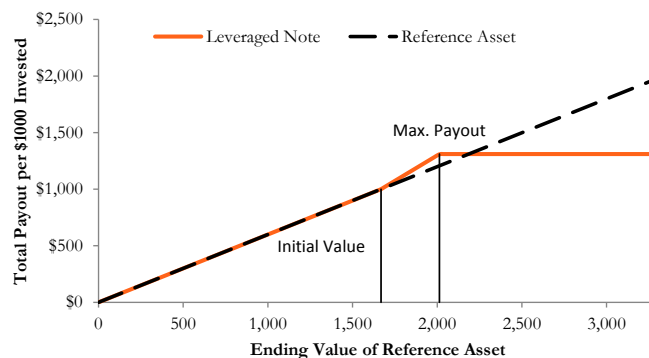 $2,500
Leveraged Note
Reference Asset
$2,000
$1,500
Max. Payout
$1,000
$500
Initial Value
$0
0
500
1,000
1,500
2,000
2,500
3,000
Total Payout per $1000 Invested
Ending Value of Reference Asset